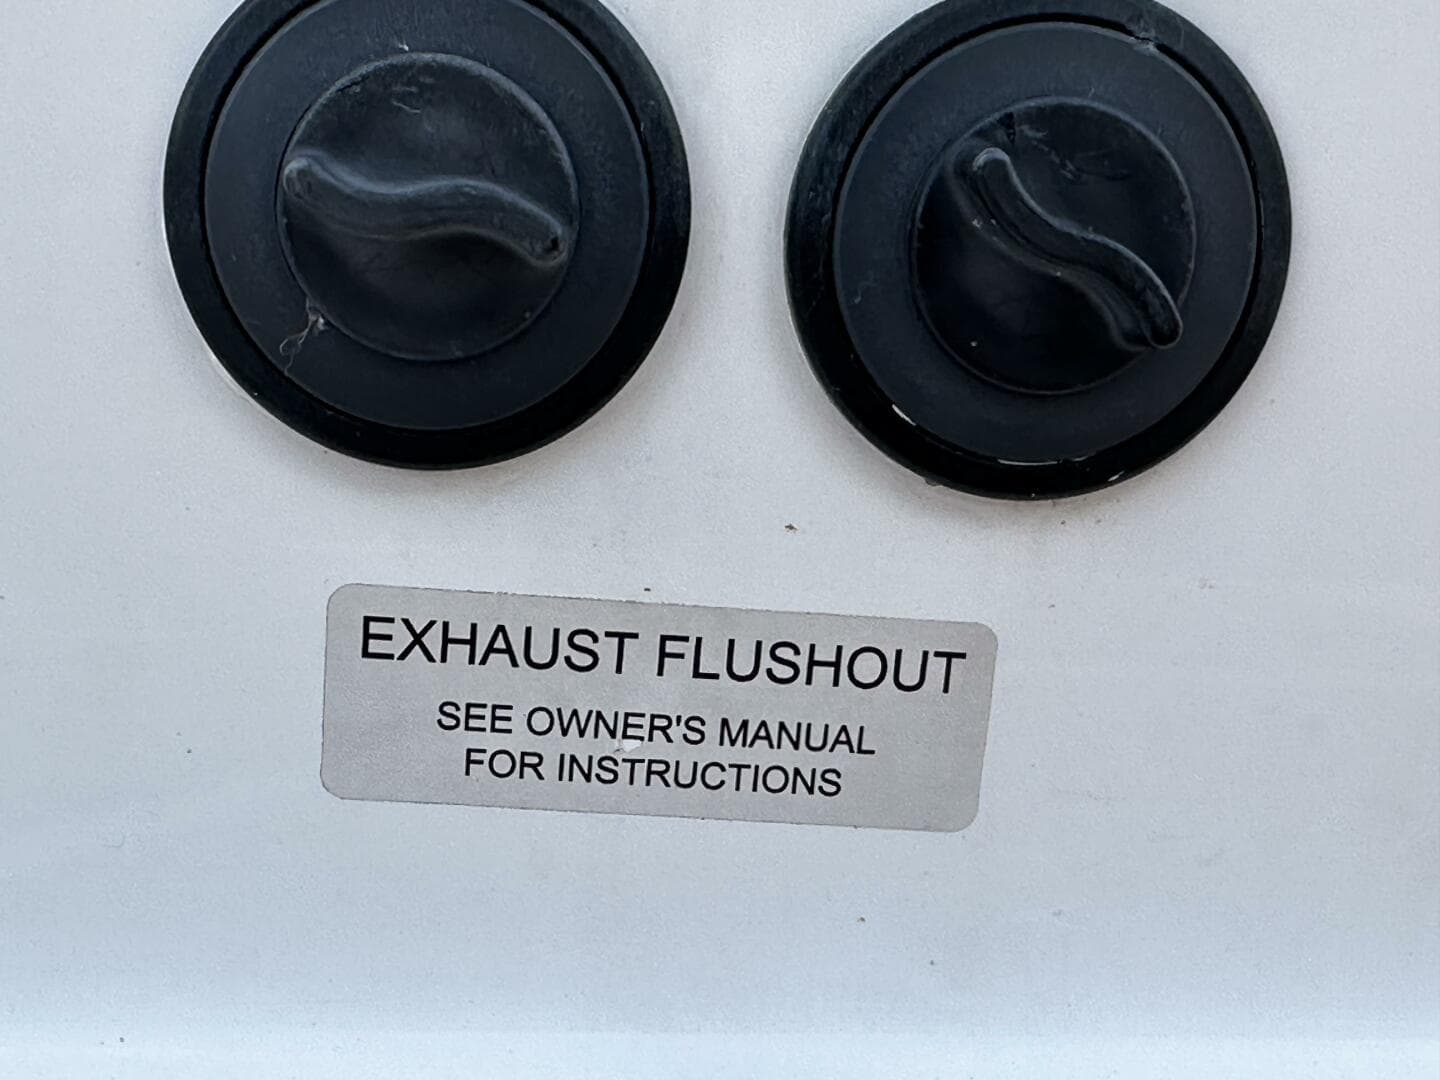 EXHAUST FLUSHOUT
SEE OWNER'S MANUAL
FOR INSTRUCTIONS